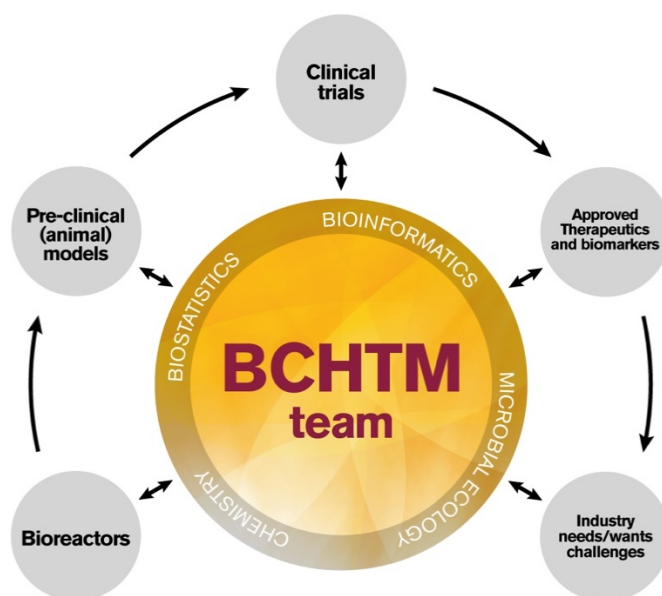 Clinical
trials
Pre-clinical
(animal)
models
Approved
Therapeutics
and biomarkers
BIOSTATISTICS
BIOINFORMATICS
MICROBIAL ECOLOGY
CHEMISTRY
BCHTM
team
Bioreactors
Industry
needs/wants
challenges